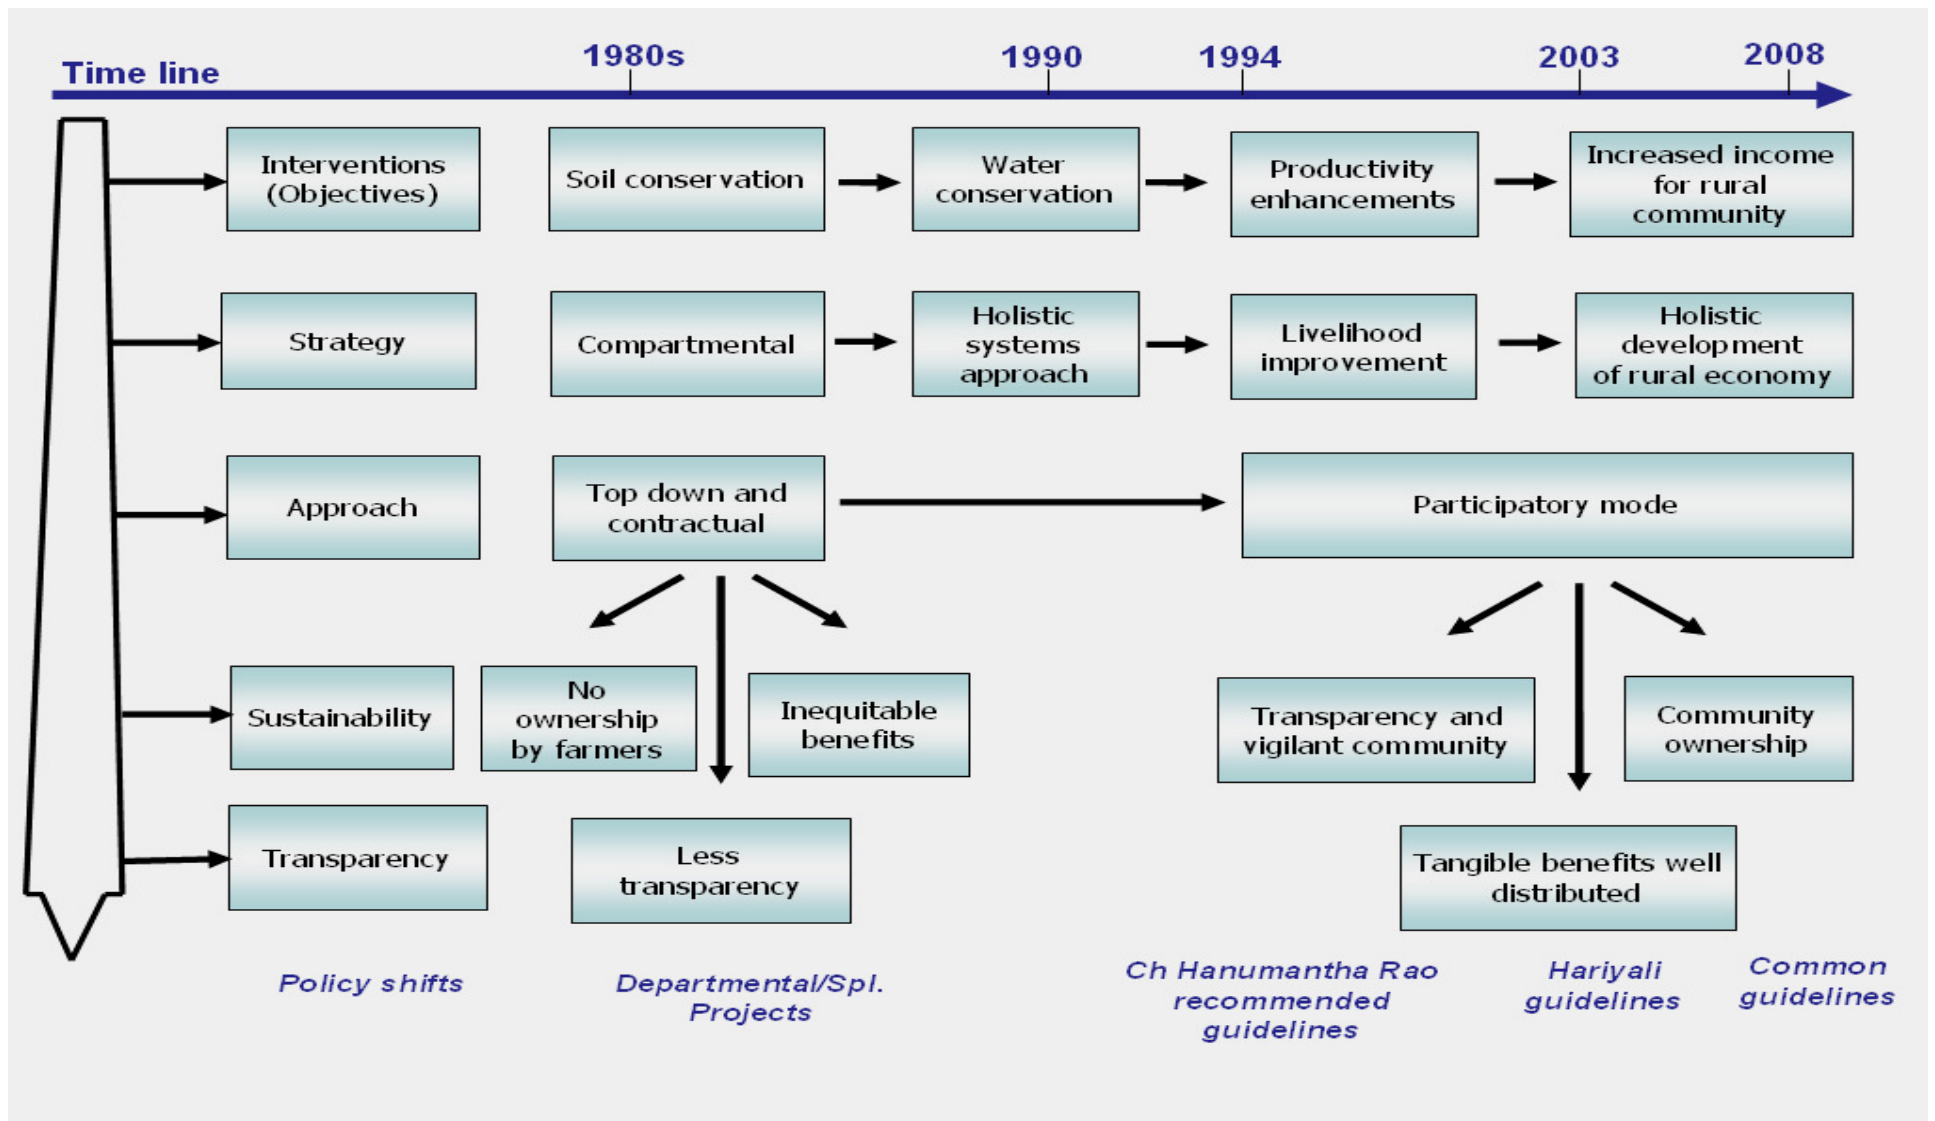 Time line
1980s
1990
1994
2003
2008
Interventions
(Objectives)
Soil conservation
Water
conservation
Productivity
enhancements
Increased income
for rural
community
Strategy
Compartmental
Holistic
systems
approach
Livelihood
improvement
Holistic
development
of rural economy
Approach
Top down and
contractual
Participatory mode
Sustainability
No
ownership
by farmers
Inequitable
benefits
Transparency and
vigilant community
Community
ownership
Transparency
Less
transparency
Tangible benefits well
distributed
Policy shifts
Departmental/Spl.
Projects
Ch Hanumantha Rao
recommended
guidelines
Hariyali
guidelines
Common
guidelines